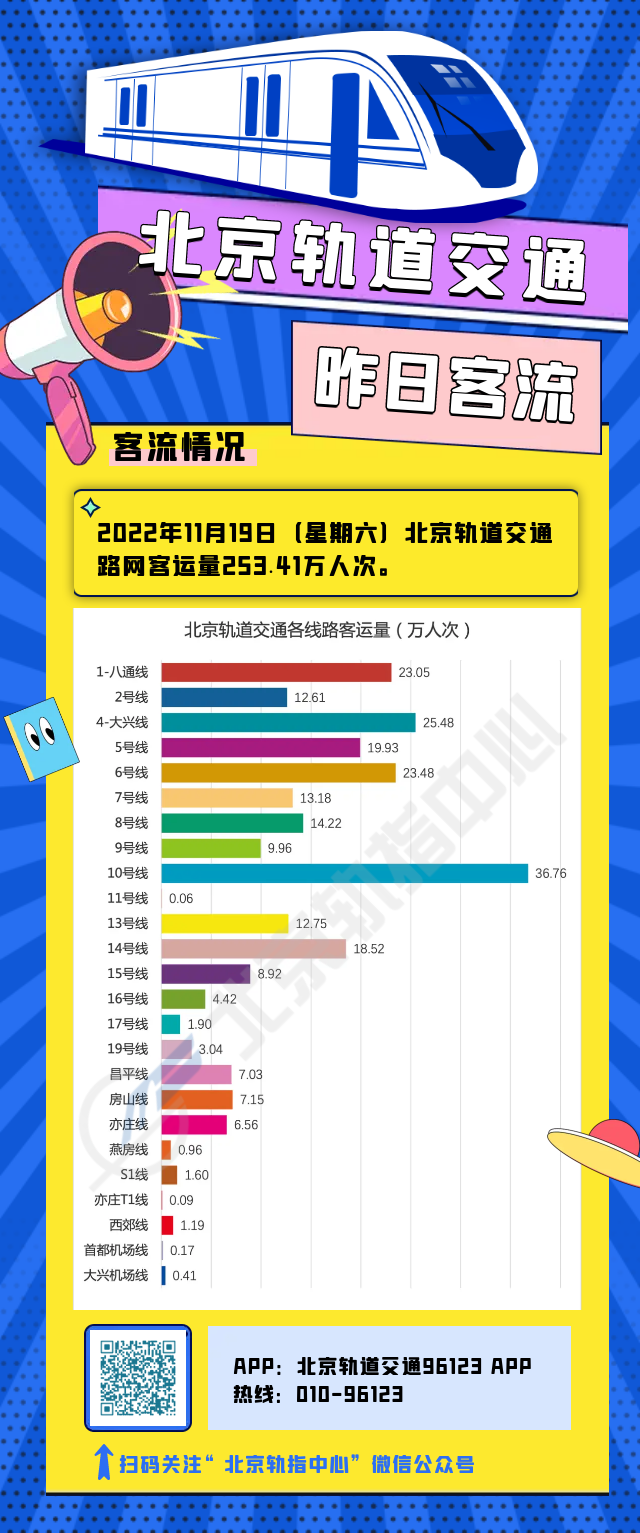 北京轨道交通
昨日客流
客流情况
2022年11月19日（星期六）北京轨道交通
路网客运量253.41万人次。
北京轨道交通各线路客运量（万人次）
1-八通线 23.05
2号线 12.61
4-大兴线 25.48
5号线 19.93
6号线 23.48
7号线 13.18
8号线 14.22
9号线 9.96
10号线 36.76
11号线 0.06
13号线 12.75
14号线 18.52
15号线 8.92
16号线 4.42
17号线 1.90
19号线 3.04
昌平线 7.03
房山线 7.15
亦庄线 6.56
燕房线 0.96
S1线 1.60
亦庄T1线 0.09
西郊线 1.19
首都机场线 0.17
大兴机场线 0.41
北京轨指中心
APP：北京轨道交通96123 APP
热线：010-96123
扫码关注“北京轨指中心”微信公众号